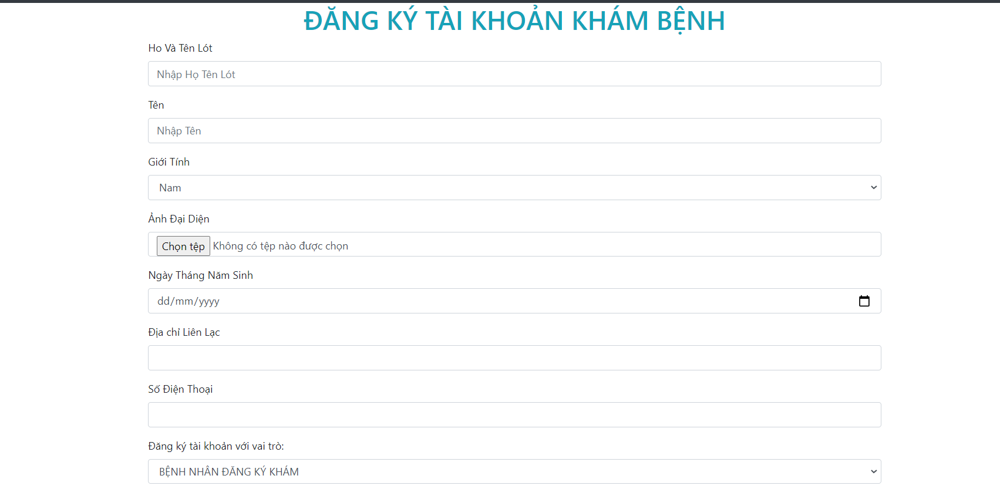 ĐĂNG KÝ TÀI KHOẢN KHÁM BỆNH
Ho Và Tên Lót
Nhập Họ Tên Lót
Tên
Nhập Tên
Giới Tính
Nam
Ảnh Đại Diện
Chọn tệp Không có tệp nào được chọn
Ngày Tháng Năm Sinh
dd/mm/yyyy
Địa chỉ Liên Lạc
Số Điện Thoại
Đăng ký tài khoản với vai trò:
BỆNH NHÂN ĐĂNG KÝ KHÁM